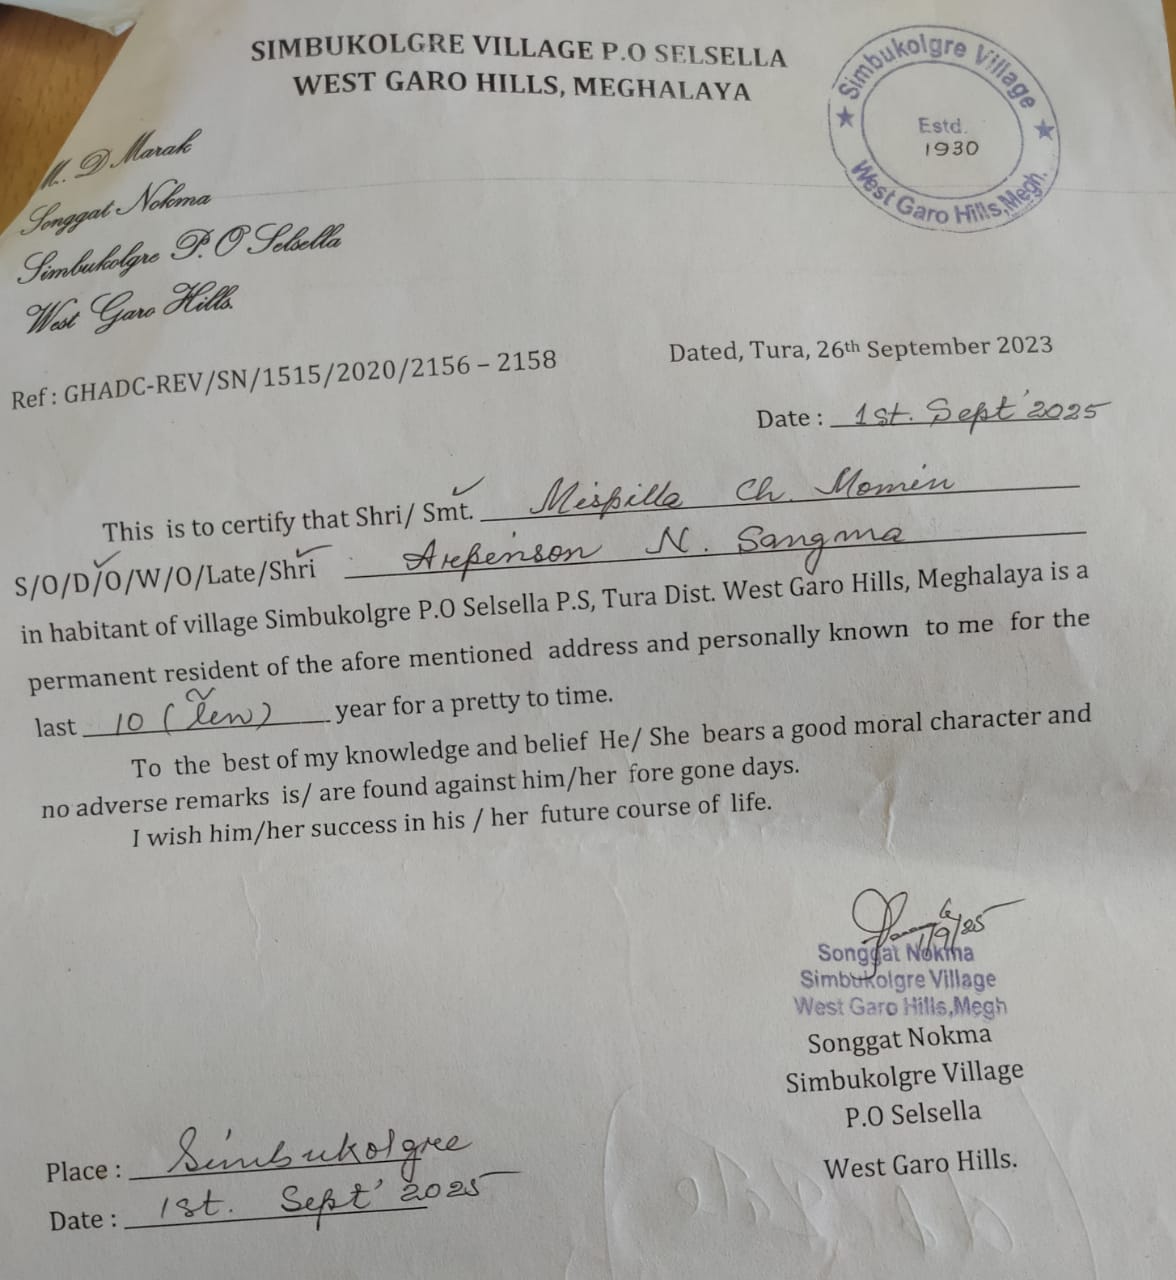 SIMBUKOLGRE VILLAGE P.O SELSELLA
WEST GARO HILLS, MEGHALAYA
Simbukolgre Village
Estd.
1930
West Garo Hills,Megh.
M. D Marak
Songgat Nokma
Simbukolgre P.O Selsella
West Garo Hills.
Ref : GHADC-REV/SN/1515/2020/2156 – 2158
Dated, Tura, 26th September 2023
Date : 1st. Sept' 2025
This is to certify that Shri/ Smt. Mispilla Ch. Momin
S/O/D/O/W/O/Late/Shri Arepinson N. Sangma
in habitant of village Simbukolgre P.O Selsella P.S, Tura Dist. West Garo Hills, Meghalaya is a
permanent resident of the afore mentioned address and personally known to me for the
last 10 (ten) year for a pretty to time.
To the best of my knowledge and belief He/ She bears a good moral character and
no adverse remarks is/ are found against him/her fore gone days.
I wish him/her success in his / her future course of life.
1/9/25
Songgat Nokma
Simbukolgre Village
West Garo Hills,Megh
Songgat Nokma
Simbukolgre Village
P.O Selsella
West Garo Hills.
Place : Simbukolgree
Date : 1st. Sept' 2025